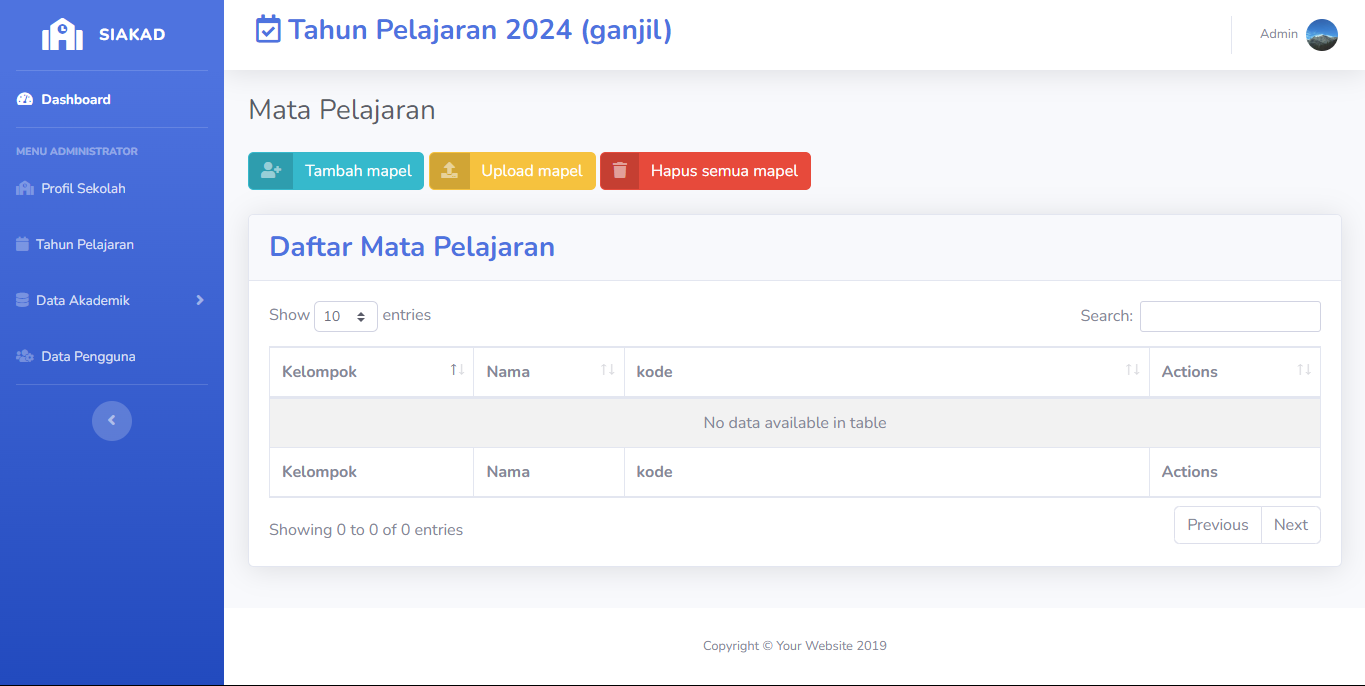 SIAKAD
Tahun Pelajaran 2024 (ganjil)
Admin
Dashboard
MENU ADMINISTRATOR
Profil Sekolah
Tahun Pelajaran
Data Akademik
Data Pengguna
Mata Pelajaran
Tambah mapel Upload mapel Hapus semua mapel
Daftar Mata Pelajaran
Show 10 entries Search:
Kelompok Nama kode Actions
No data available in table
Kelompok Nama kode Actions
Showing 0 to 0 of 0 entries Previous Next
Copyright © Your Website 2019